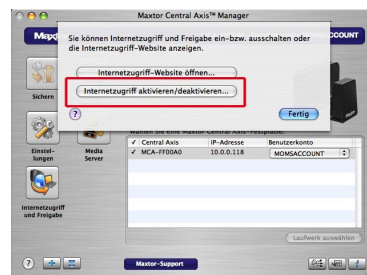 Maxtor Central Axis™ Manager
Sie können Internetzugriff und Freigabe ein-bzw. ausschalten oder
die Internetzugriff-Website anzeigen.
Internetzugriff-Website öffnen...
Internetzugriff aktivieren/deaktivieren...
?
Fertig
Sichern
Einstel-
lungen
Media
Server
Internetzugriff
und Freigabe
Wählen Sie eine Maxtor Central Axis-Festplatte:
✓ Central Axis IP-Adresse Benutzerkonto
✓ MCA-FF00A0 10.0.0.118 MOMSACCOUNT
Laufwerk auswählen
?
Maxtor-Support